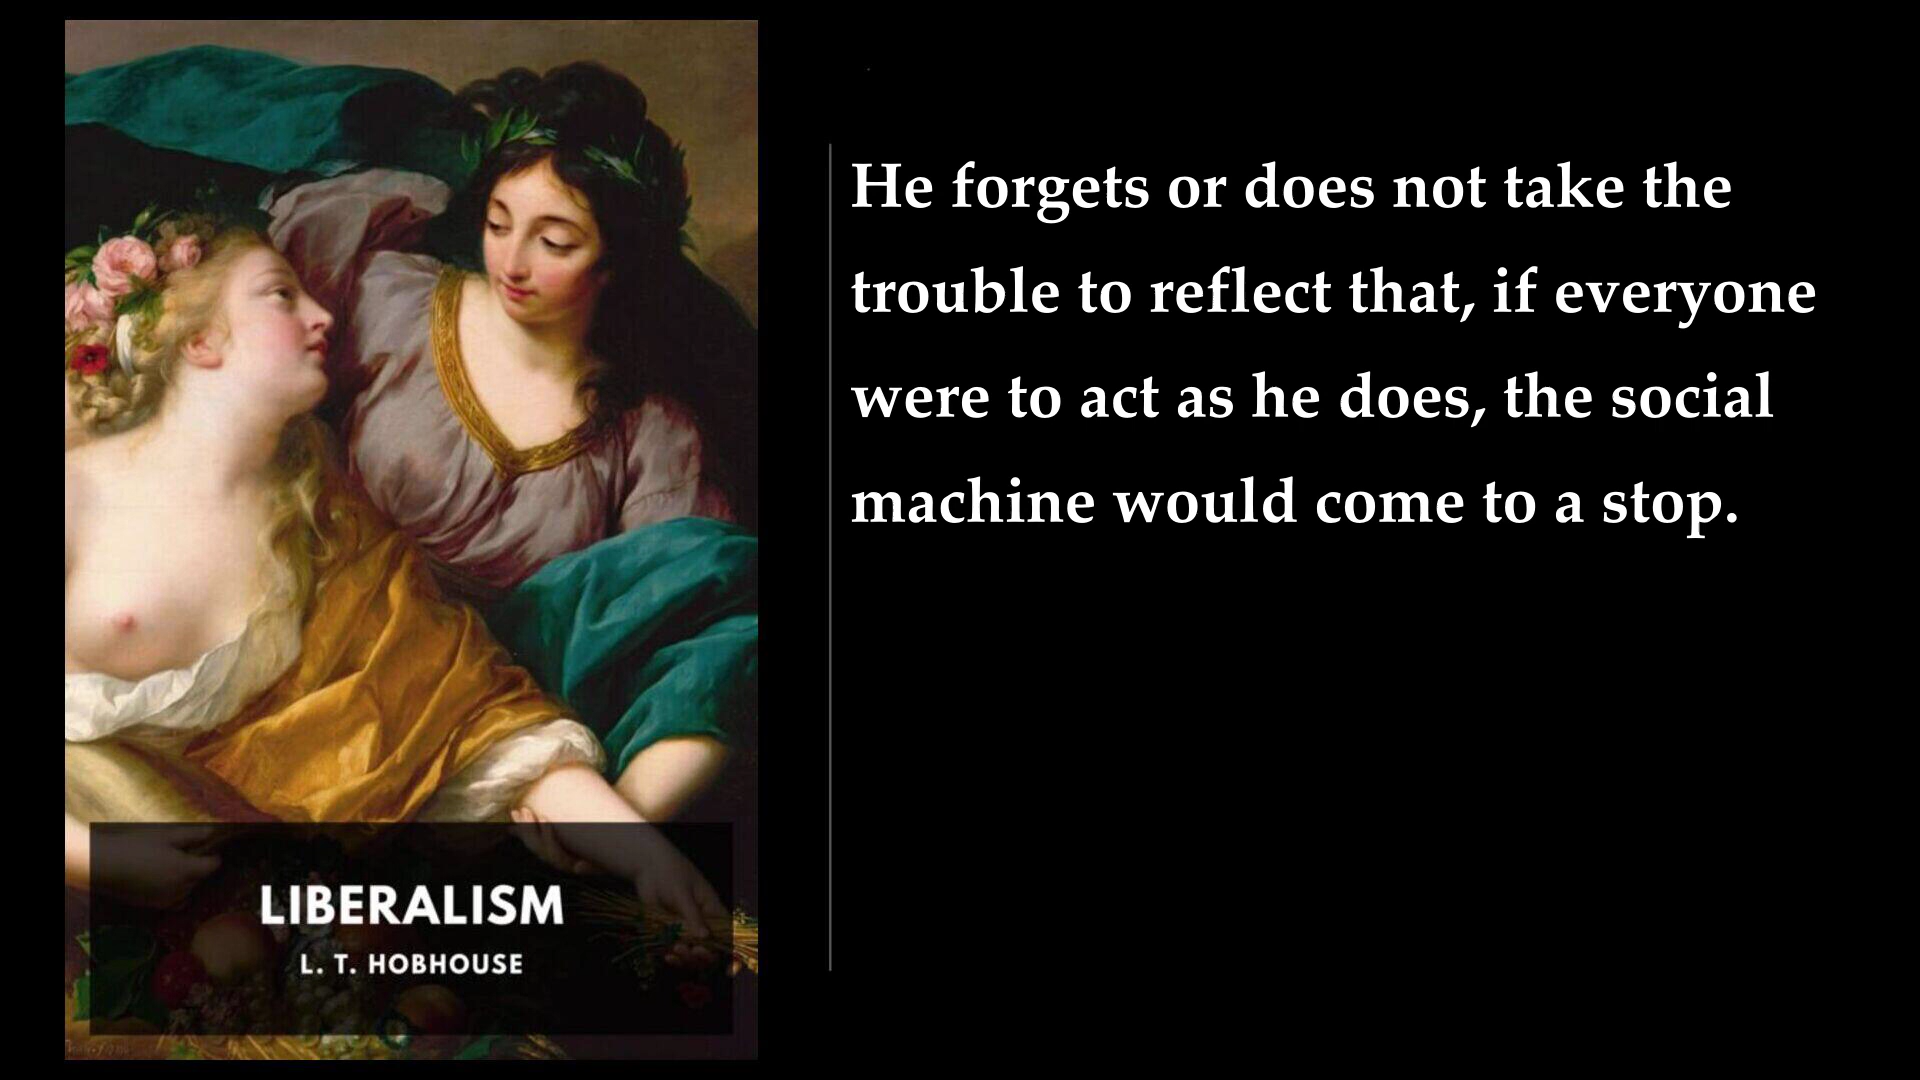 LIBERALISM
L. T. HOBHOUSE
He forgets or does not take the
trouble to reflect that, if everyone
were to act as he does, the social
machine would come to a stop.